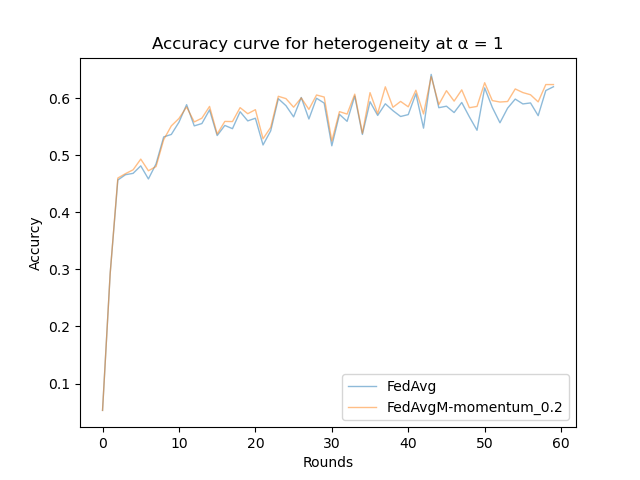 Accuracy curve for heterogeneity at α = 1
Accurcy
0.6
0.5
0.4
0.3
0.2
0.1
0
10
20
30
40
50
60
Rounds
FedAvg
FedAvgM-momentum_0.2